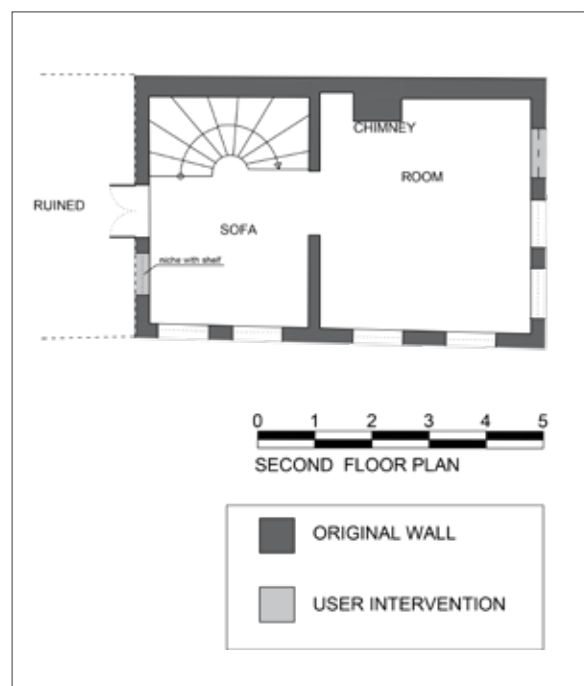 CHIMNEY
ROOM
RUINED
SOFA
niche with shelf
0 1 2 3 4 5
SECOND FLOOR PLAN
ORIGINAL WALL
USER INTERVENTION